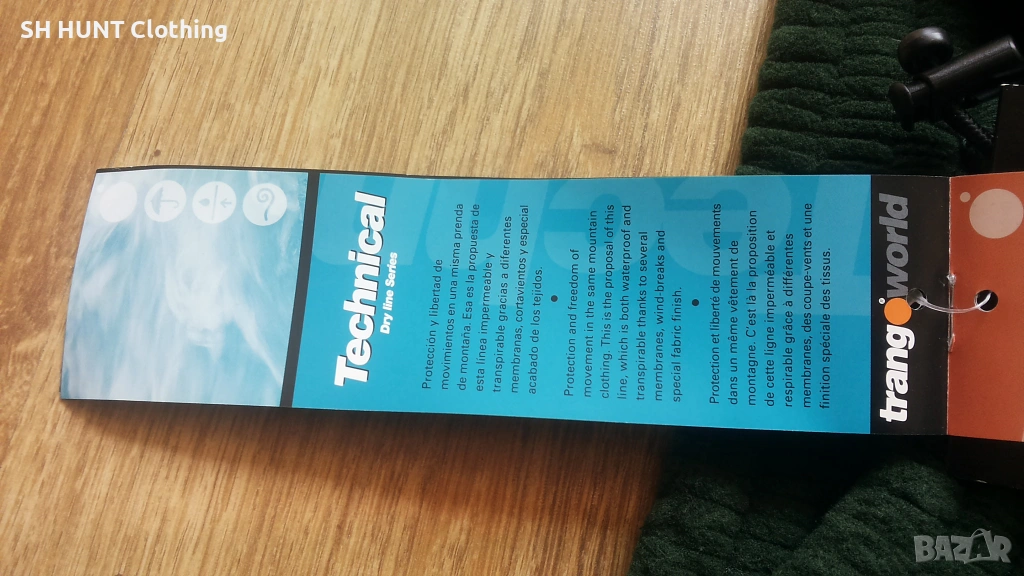 SH HUNT Clothing
Technical
Dry line Series
Protección y libertad de
movimientos en una misma prenda
de montaña. Esa es la propuesta de
esta línea impermeable y
transpirable gracias a diferentes
membranas, cortavientos y especial
acabado de los tejidos.
Protection and freedom of
movement in the same mountain
clothing. This is the proposal of this
line, which is both waterproof and
transpirable thanks to several
membranes, wind-breaks and
special fabric finish.
Protection et liberté de mouvements
dans un même vêtement de
montagne. C'est là la proposition
de cette ligne imperméable et
respirable grâce à différentes
membranes, des coupe-vents et une
finition spéciale des tissus.
trangoworld
BAZAR